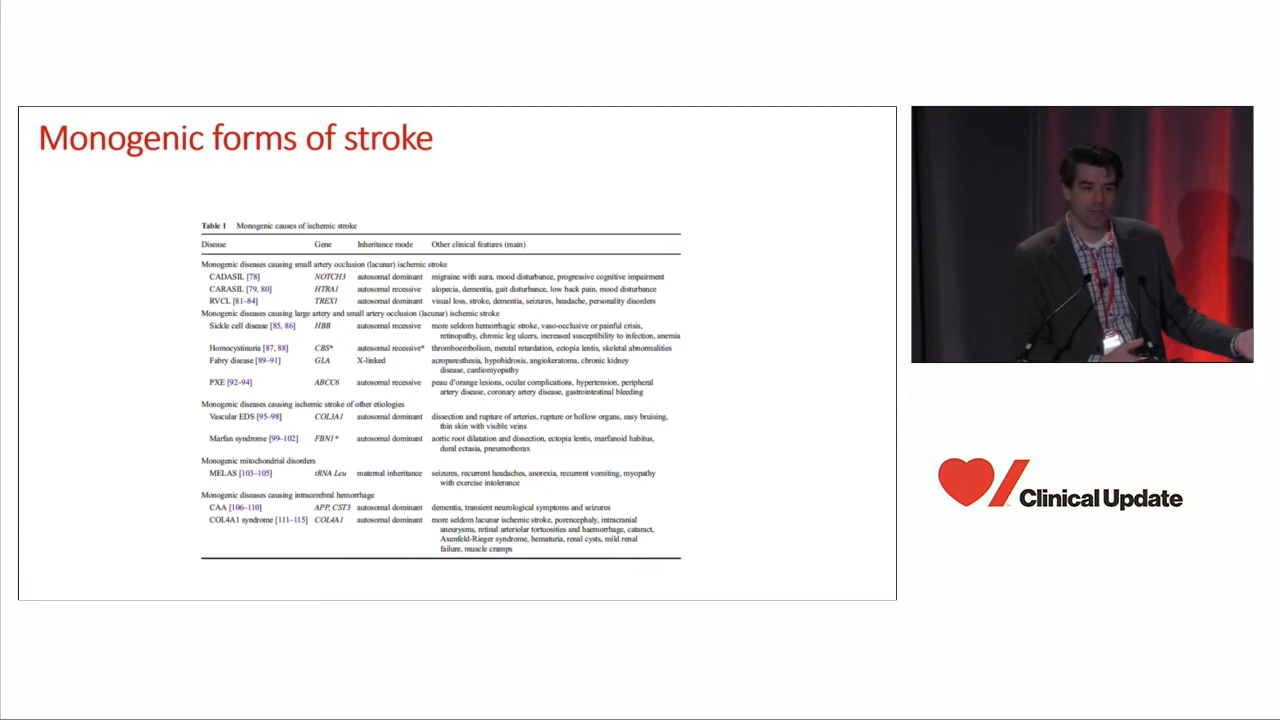 Monogenic forms of stroke
Table 1 Monogenic causes of ischemic stroke
Disease Gene Inheritance mode Other clinical features (main)
Monogenic diseases causing small artery occlusion (lacunar) ischemic stroke
CADASIL [78] NOTCH3 autosomal dominant migraine with aura, mood disturbance, progressive cognitive impairment
CARASIL [79, 80] HTRA1 autosomal recessive alopecia, dementia, gait disturbance, low back pain, mood disturbance
RVCL [81–84] TREX1 autosomal dominant visual loss, stroke, dementia, seizures, headache, personality disorders
Monogenic diseases causing large artery and small artery occlusion (lacunar) ischemic stroke
Sickle cell disease [85, 86] HBB autosomal recessive more seldom hemorrhagic stroke, vaso-occlusive or painful crisis,
retinopathy, chronic leg ulcers, increased susceptibility to infection, anemia
Homocystinuria [87, 88] CBS* autosomal recessive* thromboembolism, mental retardation, ectopia lentis, skeletal abnormalities
Fabry disease [89–91] GLA X-linked acroparesthesia, hypohidrosis, angiokeratoma, chronic kidney
disease, cardiomyopathy
PXE [92–94] ABCC6 autosomal recessive peau d'orange lesions, ocular complications, hypertension, peripheral
artery disease, coronary artery disease, gastrointestinal bleeding
Monogenic diseases causing ischemic stroke of other etiologies
Vascular EDS [95–98] COL3A1 autosomal dominant dissection and rupture of arteries, rupture or hollow organs, easy bruising,
thin skin with visible veins
Marfan syndrome [99–102] FBN1* autosomal dominant aortic root dilatation and dissection, ectopia lentis, marfanoid habitus,
dural ectasia, pneumothorax
Monogenic mitochondrial disorders
MELAS [103–105] tRNA Leu maternal inheritance seizures, recurrent headaches, anorexia, recurrent vomiting, myopathy
with exercise intolerance
Monogenic diseases causing intracerebral hemorrhage
CAA [106–110] APP, CST3 autosomal dominant dementia, transient neurological symptoms and seizures
COL4A1 syndrome [111–115] COL4A1 autosomal dominant more seldom lacunar ischemic stroke, porencephaly, intracranial
aneurysms, retinal arteriolar tortuosities and haemorrhage, cataract,
Axenfeld-Rieger syndrome, hematuria, renal cysts, mild renal
failure, muscle cramps
Clinical Update